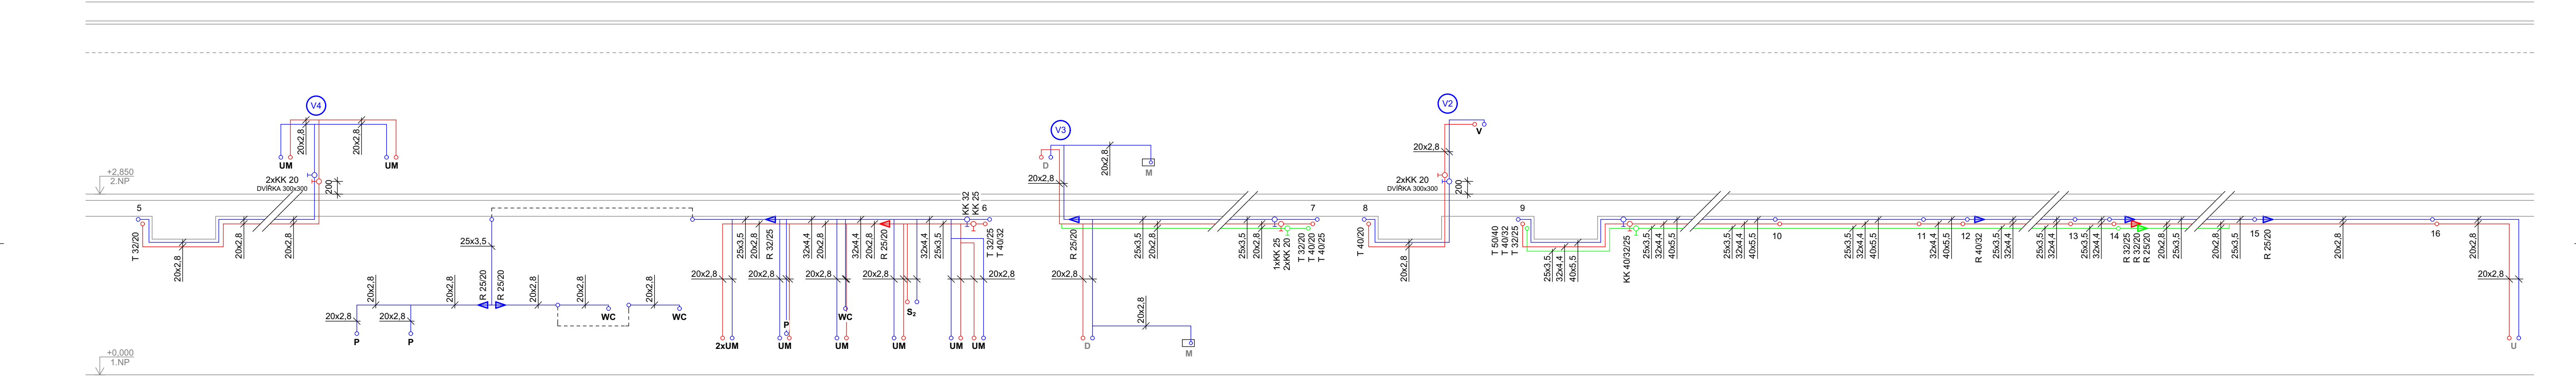 V4
UM
UM
20x2,8
20x2,8
2xKK 20
DVÍŘKA 300x300
200
+2,850
2.NP
5
T 32/20
20x2,8
20x2,8
20x2,8
25x3,5
R 25/20
R 25/20
20x2,8
20x2,8
20x2,8
20x2,8
20x2,8
20x2,8
20x2,8
P
P
WC
WC
+0,000
1.NP
25x3,5
20x2,8
R 32/25
32x4,4
20x2,8
32x4,4
20x2,8
R 25/20
32x4,4
25x3,5
KK 32
KK 25
6
T 32/25
T 40/32
20x2,8
20x2,8
20x2,8
20x2,8
20x2,8
2xUM
P
UM
WC
UM
S2
UM
UM
UM
V3
D
20x2,8
20x2,8
M
R 25/20
20x2,8
D
20x2,8
M
25x3,5
20x2,8
25x3,5
20x2,8
1xKK 25
2xKK 20
7
T 32/20
T 40/20
T 40/25
8
T 40/20
20x2,8
V2
V
20x2,8
2xKK 20
DVÍŘKA 300x300
200
9
T 50/40
T 40/32
T 32/25
25x3,5
32x4,4
40x5,5
KK 40/32/25
25x3,5
32x4,4
40x5,5
25x3,5
32x4,4
40x5,5
10
25x3,5
32x4,4
40x5,5
11
32x4,4
40x5,5
12
R 40/32
25x3,5
32x4,4
25x3,5
32x4,4
13
25x3,5
32x4,4
14
R 32/25
R 32/20
R 25/20
20x2,8
25x3,5
20x2,8
25x3,5
15
R 25/20
20x2,8
16
20x2,8
20x2,8
U